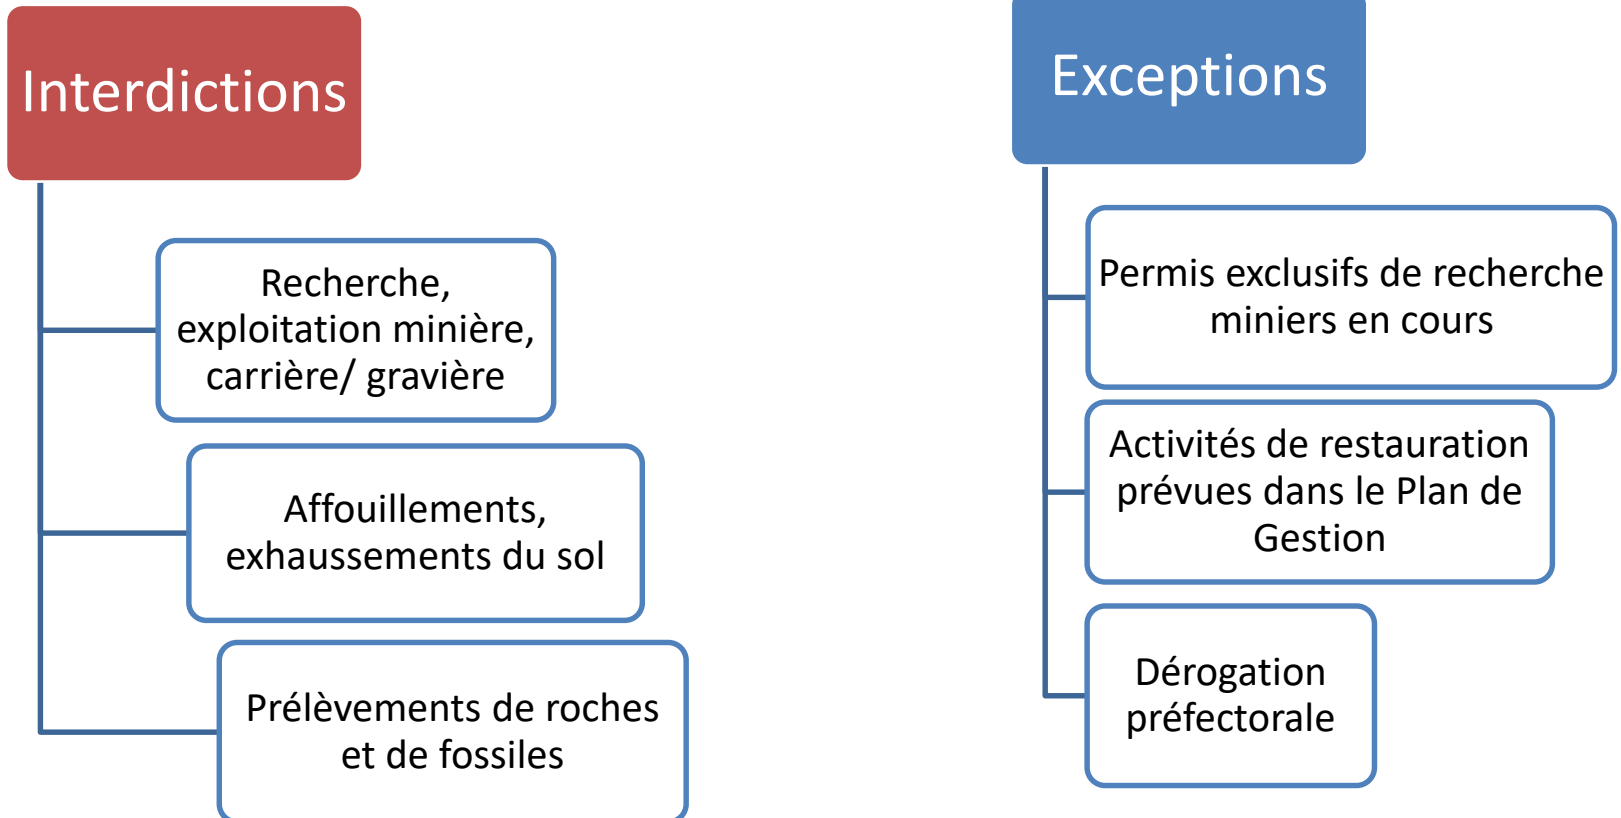 Interdictions
Recherche,
exploitation minière,
carrière/ gravière
Affouillements,
exhaussements du sol
Prélèvements de roches
et de fossiles
Exceptions
Permis exclusifs de recherche
miniers en cours
Activités de restauration
prévues dans le Plan de
Gestion
Dérogation
préfectorale